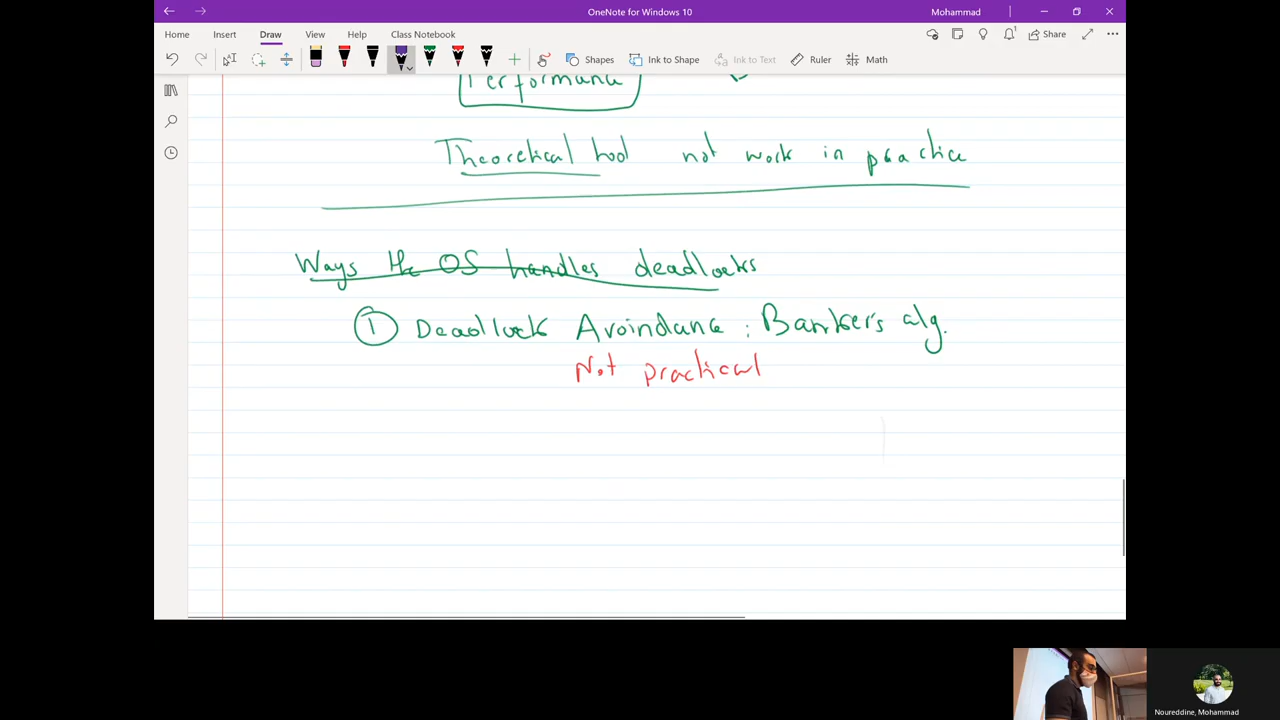 OneNote for Windows 10
Mohammad
Home Insert Draw View Help Class Notebook
Share
Shapes Ink to Shape Ink to Text Ruler Math
Performance
Theoretical tool not work in practice
Ways the OS handles deadlocks
1 Deadlock Avoindance : Banker's alg.
Not practical
Noureddine, Mohammad